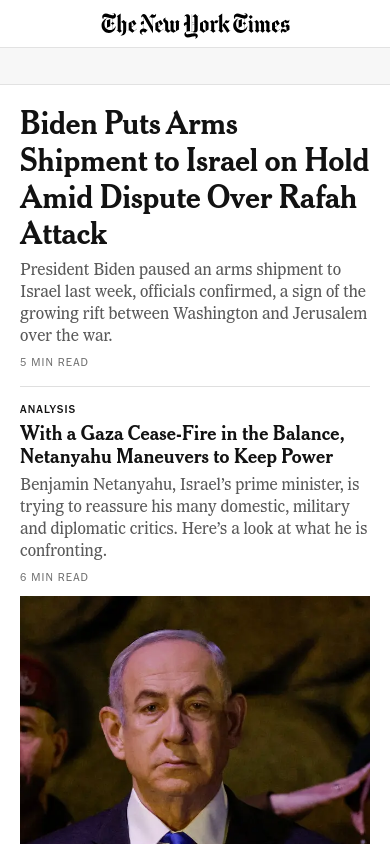 The New York Times
Biden Puts Arms
Shipment to Israel on Hold
Amid Dispute Over Rafah
Attack
President Biden paused an arms shipment to
Israel last week, officials confirmed, a sign of the
growing rift between Washington and Jerusalem
over the war.
5 MIN READ
ANALYSIS
With a Gaza Cease-Fire in the Balance,
Netanyahu Maneuvers to Keep Power
Benjamin Netanyahu, Israel’s prime minister, is
trying to reassure his many domestic, military
and diplomatic critics. Here’s a look at what he is
confronting.
6 MIN READ